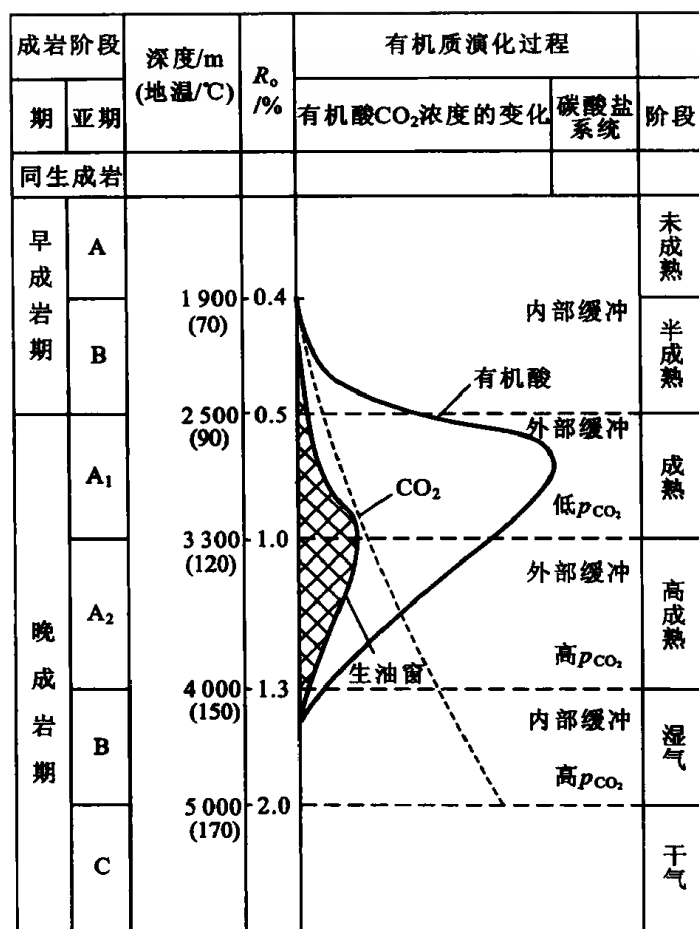 成岩阶段
深度/m
(地温/℃)
Ro
/%
有机质演化过程
期
亚期
有机酸CO₂浓度的变化
碳酸盐
系统
阶段
同生成岩
早成岩期
A
未成熟
1 900
(70)
0.4
内部缓冲
B
半成熟
有机酸
2 500
(90)
0.5
外部缓冲
晚成岩期
A₁
成熟
CO₂
低pCO₂
3 300
(120)
1.0
外部缓冲
A₂
高成熟
生油窗
高pCO₂
4 000
(150)
1.3
内部缓冲
B
湿气
高pCO₂
5 000
(170)
2.0
C
干气